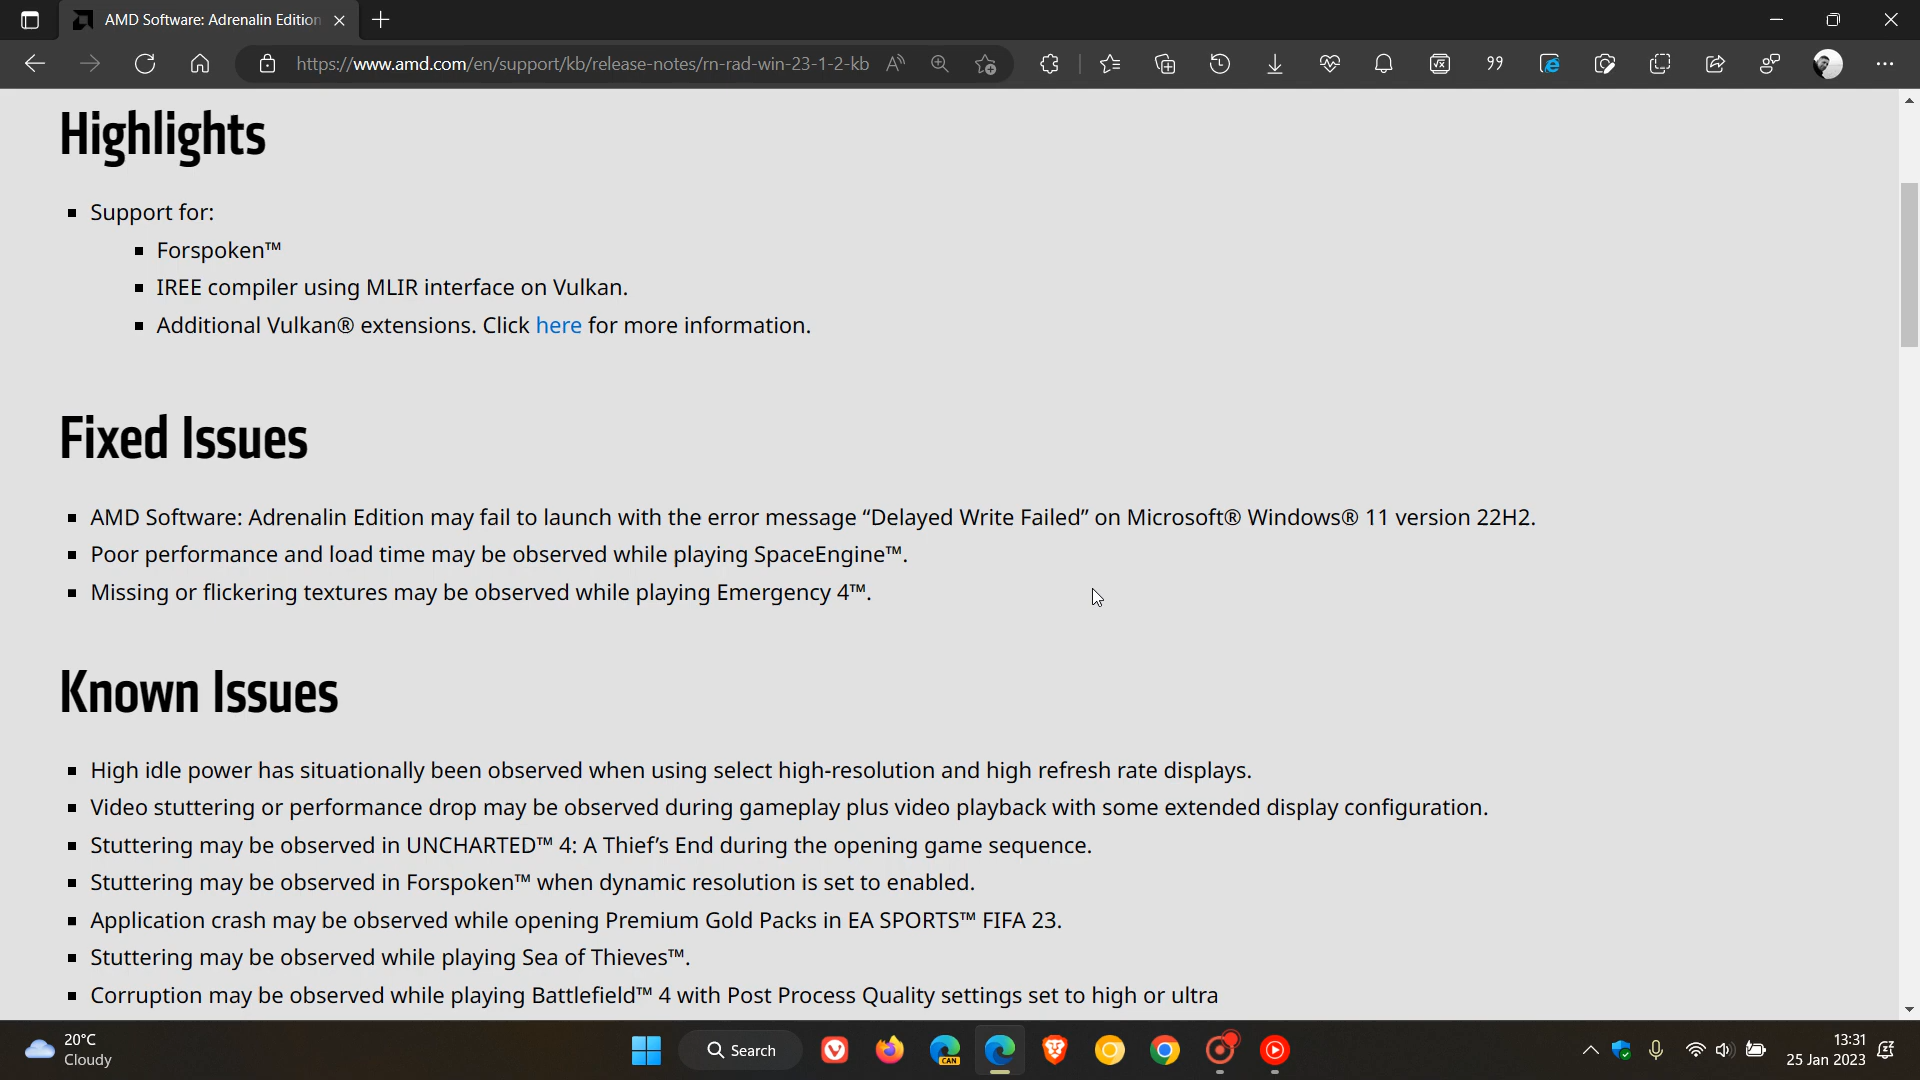 AMD Software: Adrenalin Edition
https://www.amd.com/en/support/kb/release-notes/rn-rad-win-23-1-2-kb
Highlights
Support for:
Forspoken™
IREE compiler using MLIR interface on Vulkan.
Additional Vulkan® extensions. Click here for more information.
Fixed Issues
AMD Software: Adrenalin Edition may fail to launch with the error message “Delayed Write Failed” on Microsoft® Windows® 11 version 22H2.
Poor performance and load time may be observed while playing SpaceEngine™.
Missing or flickering textures may be observed while playing Emergency 4™.
Known Issues
High idle power has situationally been observed when using select high-resolution and high refresh rate displays.
Video stuttering or performance drop may be observed during gameplay plus video playback with some extended display configuration.
Stuttering may be observed in UNCHARTED™ 4: A Thief’s End during the opening game sequence.
Stuttering may be observed in Forspoken™ when dynamic resolution is set to enabled.
Application crash may be observed while opening Premium Gold Packs in EA SPORTS™ FIFA 23.
Stuttering may be observed while playing Sea of Thieves™.
Corruption may be observed while playing Battlefield™ 4 with Post Process Quality settings set to high or ultra
20°C
Cloudy
Search
CAN
13:31
25 Jan 2023